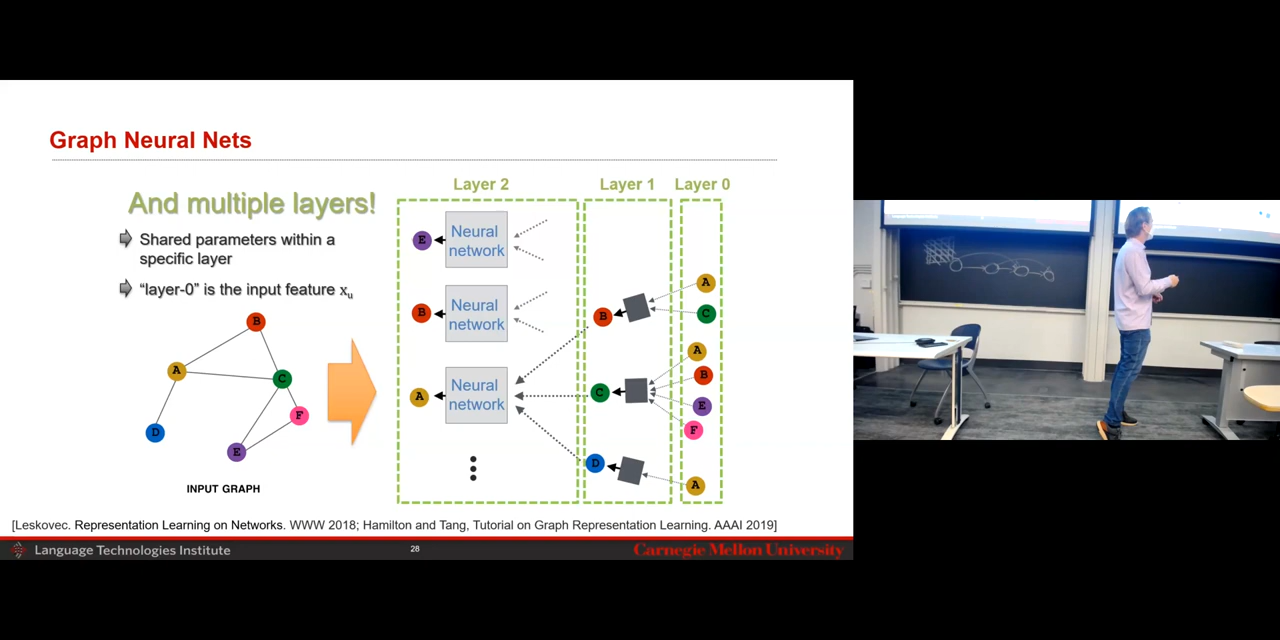 Graph Neural Nets
And multiple layers!
Shared parameters within a
specific layer
“layer-0” is the input feature xu
B
A
C
F
D
E
INPUT GRAPH
Layer 2
Layer 1
Layer 0
E
Neural
network
B
Neural
network
A
Neural
network
B
C
D
A
C
A
B
E
F
A
[Leskovec. Representation Learning on Networks. WWW 2018; Hamilton and Tang, Tutorial on Graph Representation Learning. AAAI 2019]
Language Technologies Institute
28
Carnegie Mellon University